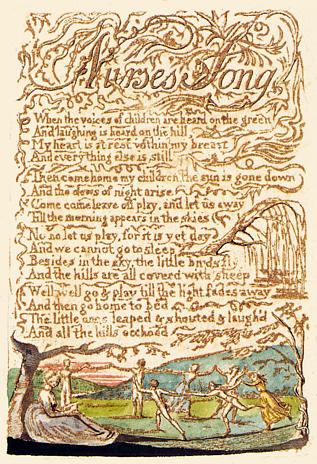 Nurses Song
When the voices of children are heard on the green
And laughing is heard on the hill
My heart is at rest within my breast
And every thing else is still
Then come home my children the sun is gone down
And the dews of night arise
Come come leave off play, and let us away
Till the morning appears in the skies
No no let us play, for it is yet day
And we cannot go to sleep
Besides in the sky, the little birds fly
And the hills are all coverd with sheep
Well well go & play till the light fades away
And then go home to bed
The little ones leaped & shouted & laugh'd
And all the hills ecchoed